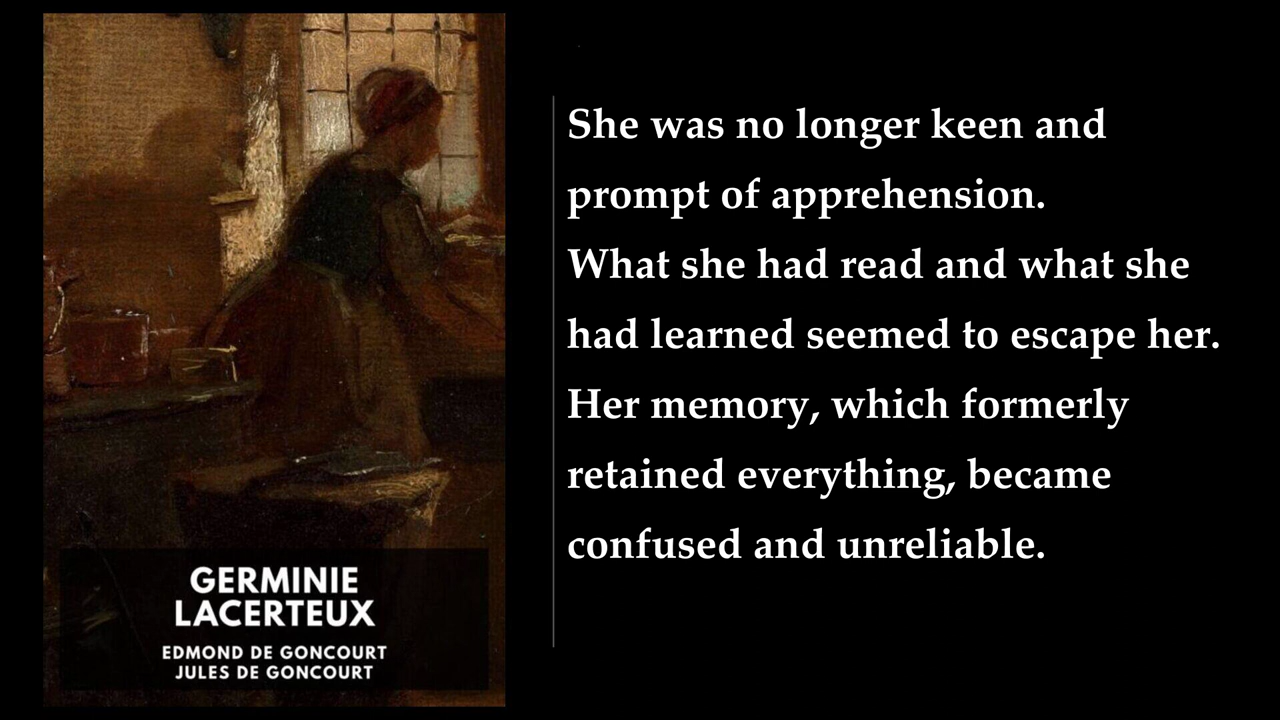 She was no longer keen and
prompt of apprehension.
What she had read and what she
had learned seemed to escape her.
Her memory, which formerly
retained everything, became
confused and unreliable.
GERMINIE
LACERTEUX
EDMOND DE GONCOURT
JULES DE GONCOURT